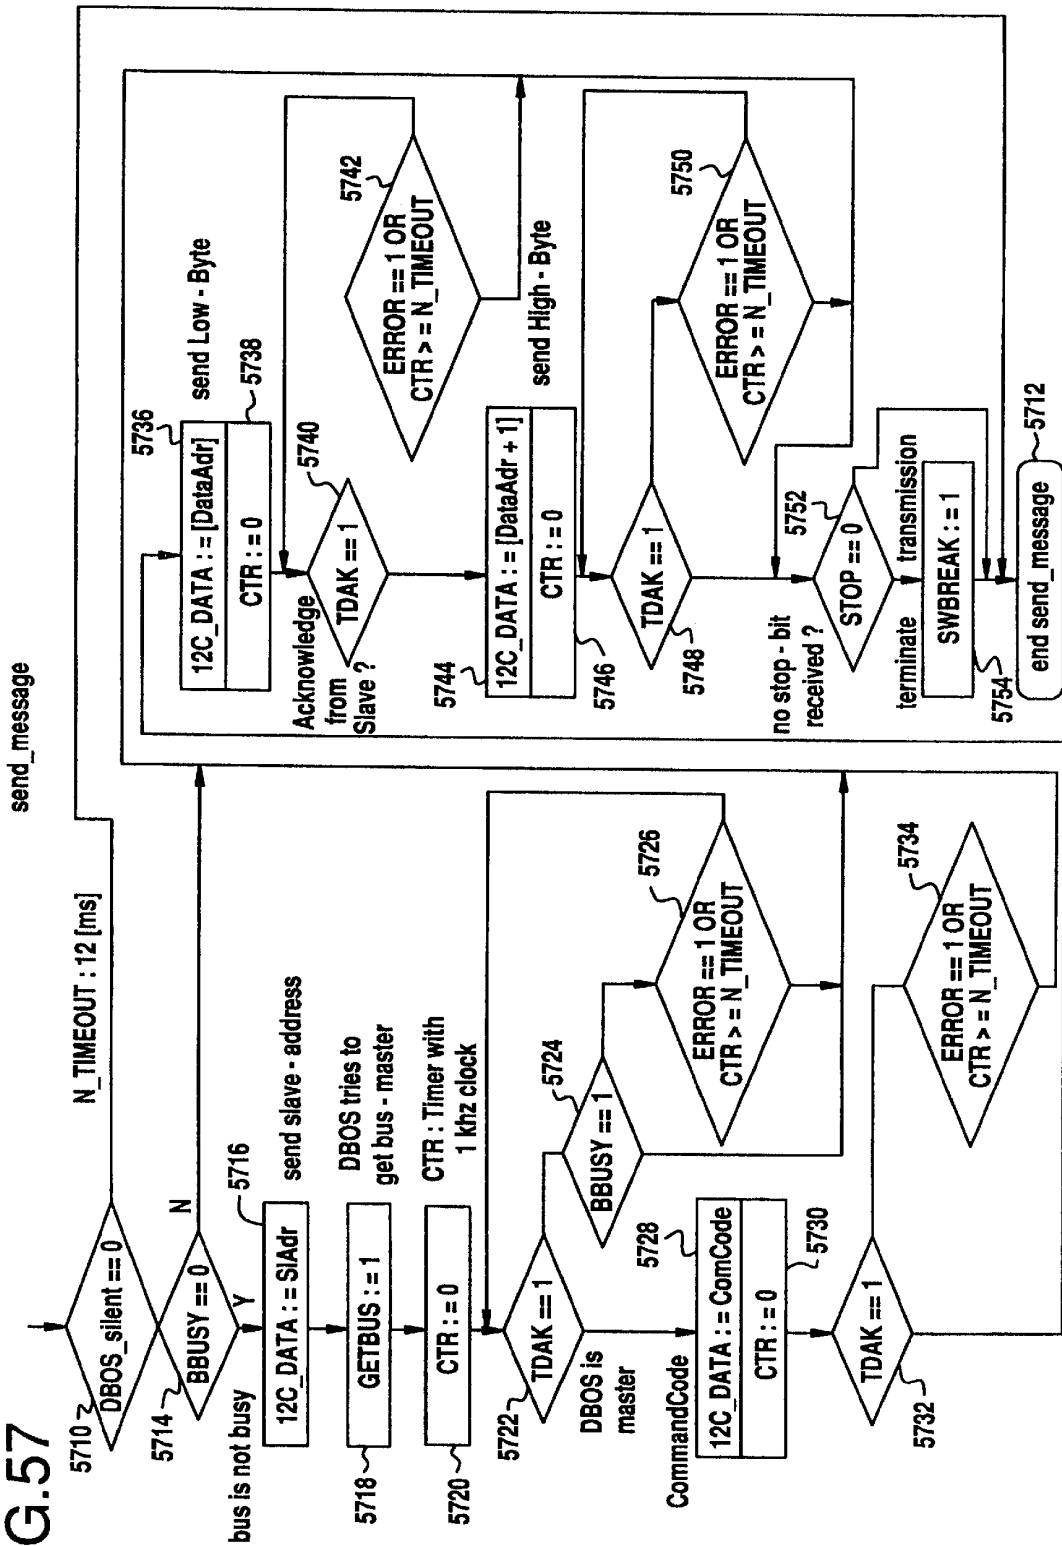 G.57
send_message
5710
DBOS_silent == 0
N_TIMEOUT : 12 [ms]
5714
BBUSY == 0
N
Y
bus is not busy
5716
12C_DATA := SlAdr
send slave - address
5718
GETBUS : = 1
DBOS tries to
get bus - master
5720
CTR : = 0
CTR : Timer with
1 khz clock
5722
TDAK == 1
5724
BBUSY == 1
5726
ERROR == 1 OR
CTR > = N_TIMEOUT
DBOS is
master
CommandCode
5728
12C_DATA : = ComCode
CTR : = 0
5730
TDAK == 1
5732
5734
ERROR == 1 OR
CTR > = N_TIMEOUT
5736
12C_DATA : = [DataAdr]
send Low - Byte
CTR : = 0
5738
Acknowledge
from
Slave ?
5740
TDAK == 1
5742
ERROR == 1 OR
CTR > = N_TIMEOUT
5744
12C_DATA : = [DataAdr + 1]
send High - Byte
CTR : = 0
5746
TDAK == 1
5748
5750
ERROR == 1 OR
CTR > = N_TIMEOUT
no stop - bit
received ?
5752
STOP == 0
terminate transmission
SWBREAK : = 1
5754
5712
end send_message